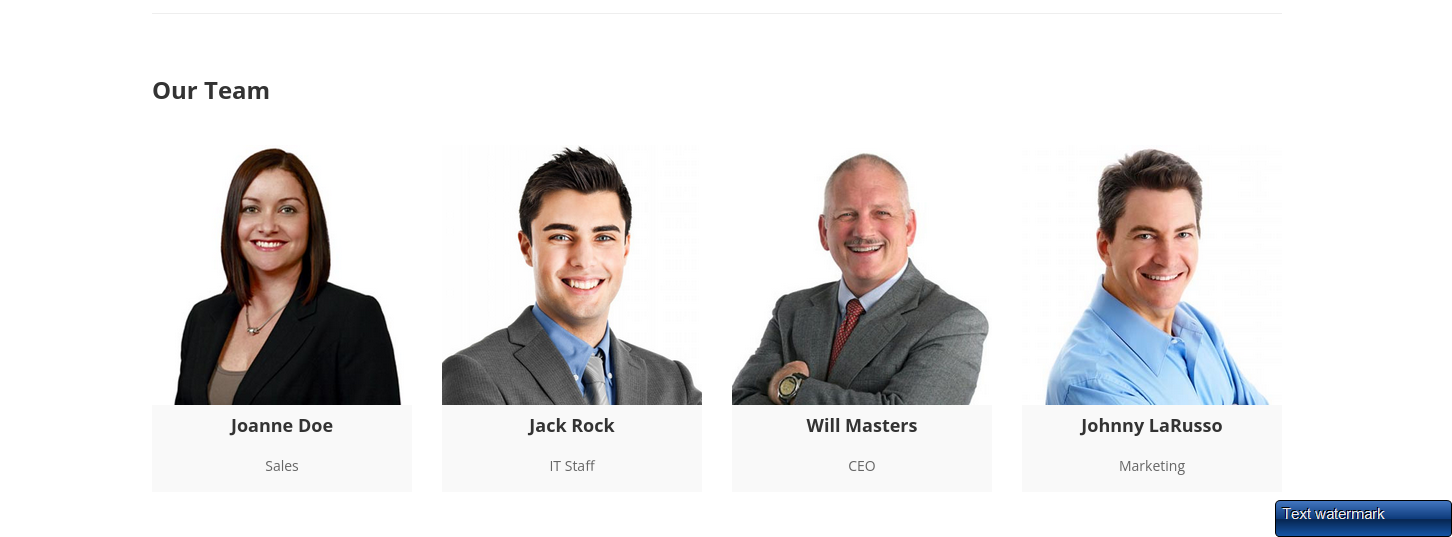 Our Team
Joanne Doe
Sales
Jack Rock
IT Staff
Will Masters
CEO
Johnny LaRusso
Marketing
Text watermark